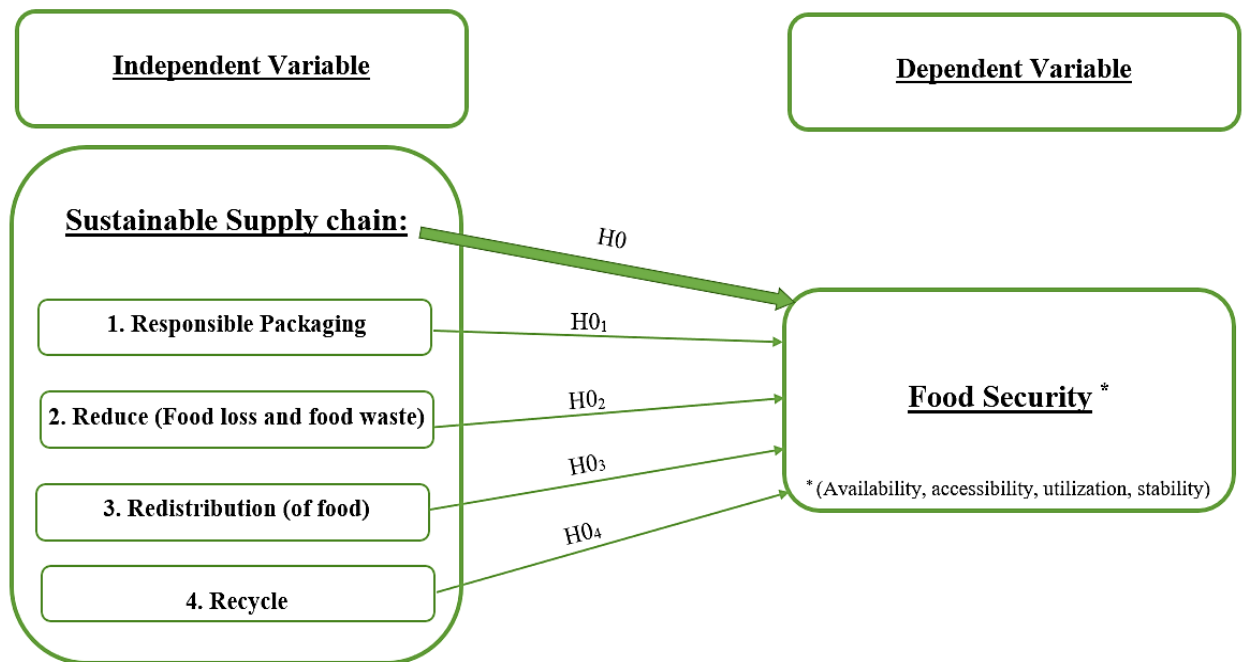 Independent Variable
Dependent Variable
Sustainable Supply chain:
H0
1. Responsible Packaging
H0₁
2. Reduce (Food loss and food waste)
H0₂
3. Redistribution (of food)
H0₃
4. Recycle
H0₄
Food Security *
*(Availability, accessibility, utilization, stability)